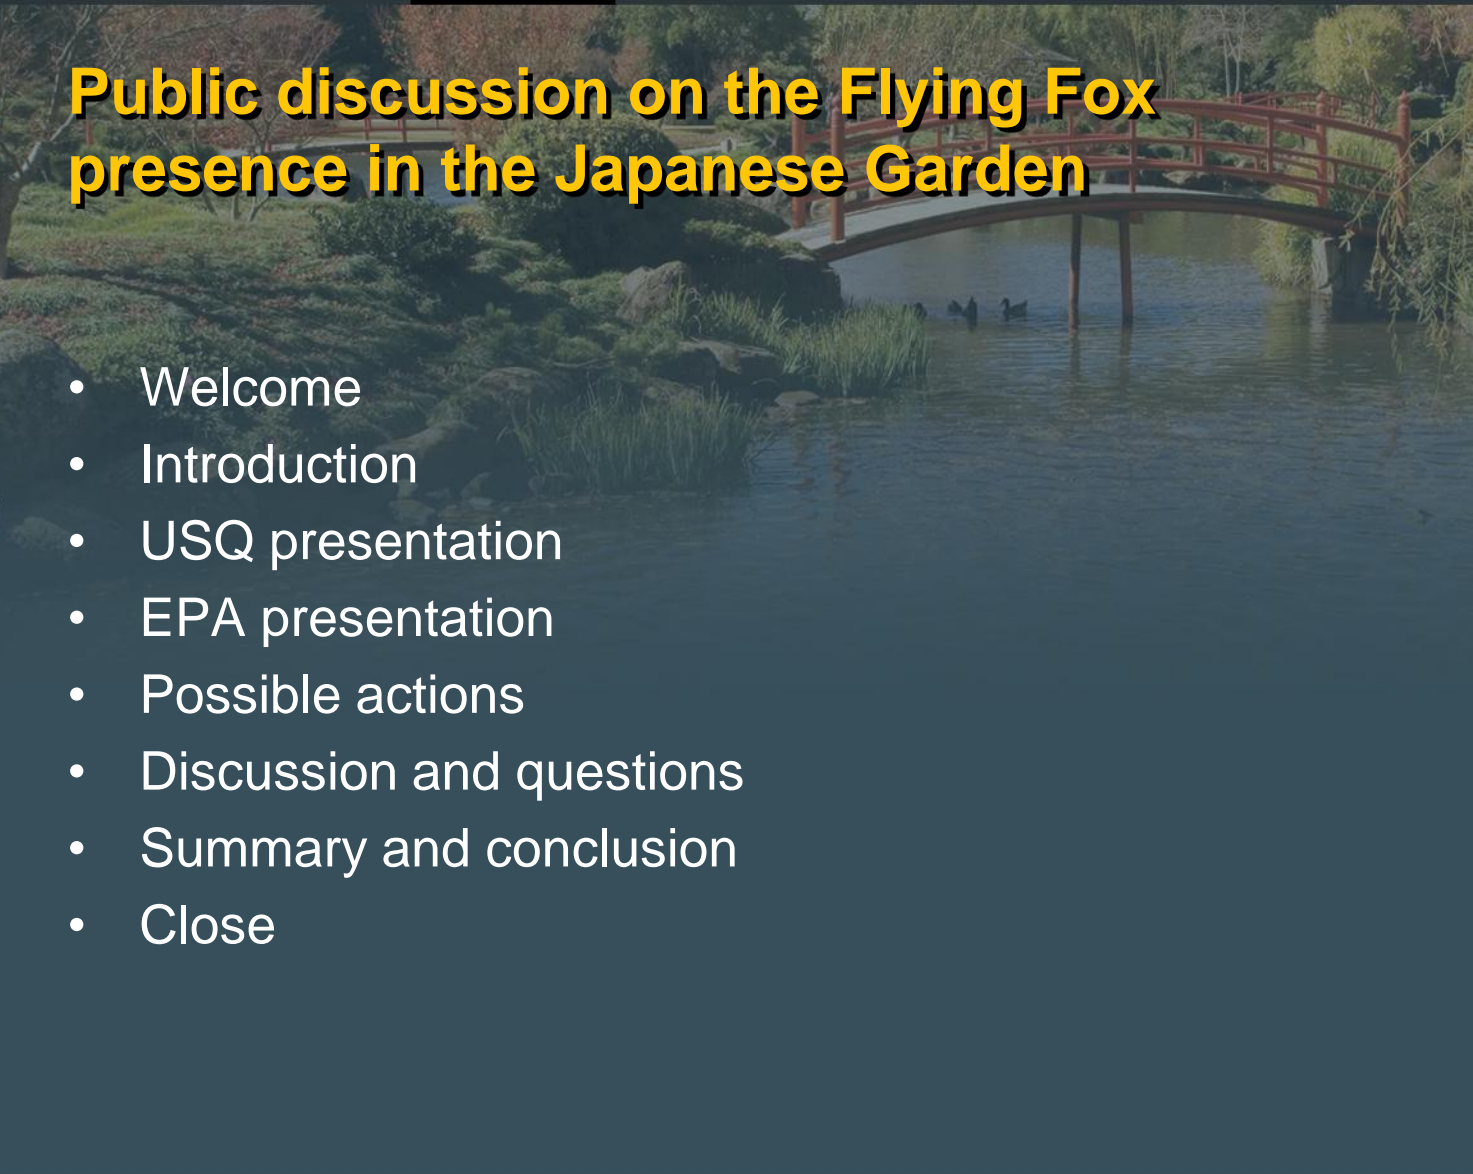 Public discussion on the Flying Fox
presence in the Japanese Garden
• Welcome
• Introduction
• USQ presentation
• EPA presentation
• Possible actions
• Discussion and questions
• Summary and conclusion
• Close